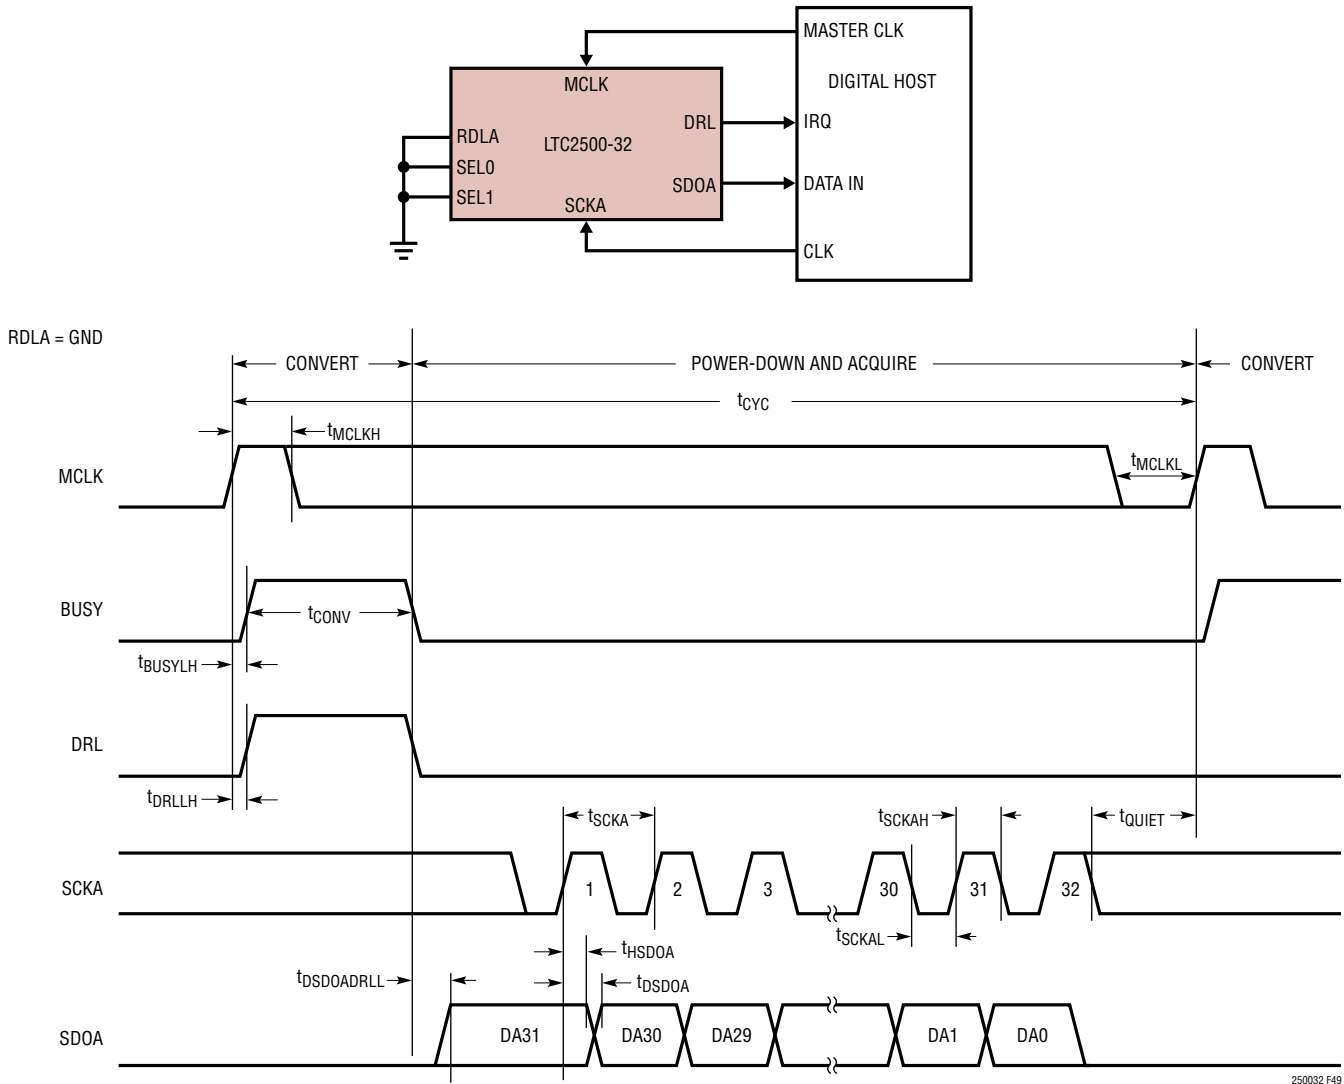 MASTER CLK
DIGITAL HOST
MCLK
DRL
IRQ
RDLA
LTC2500-32
SEL0
SDOA
DATA IN
SEL1
SCKA
CLK
RDLA = GND
CONVERT
POWER-DOWN AND ACQUIRE
CONVERT
tCYC
tMCLKH
tMCLKL
MCLK
BUSY
tCONV
tBUSYLH
DRL
tDRLLH
tSCKA
tSCKAH
tQUIET
SCKA
1 2 3 30 31 32
tSCKAL
tHSDOA
tDSDOADRLL
tDSDOA
SDOA
DA31 DA30 DA29 DA1 DA0
250032 F49